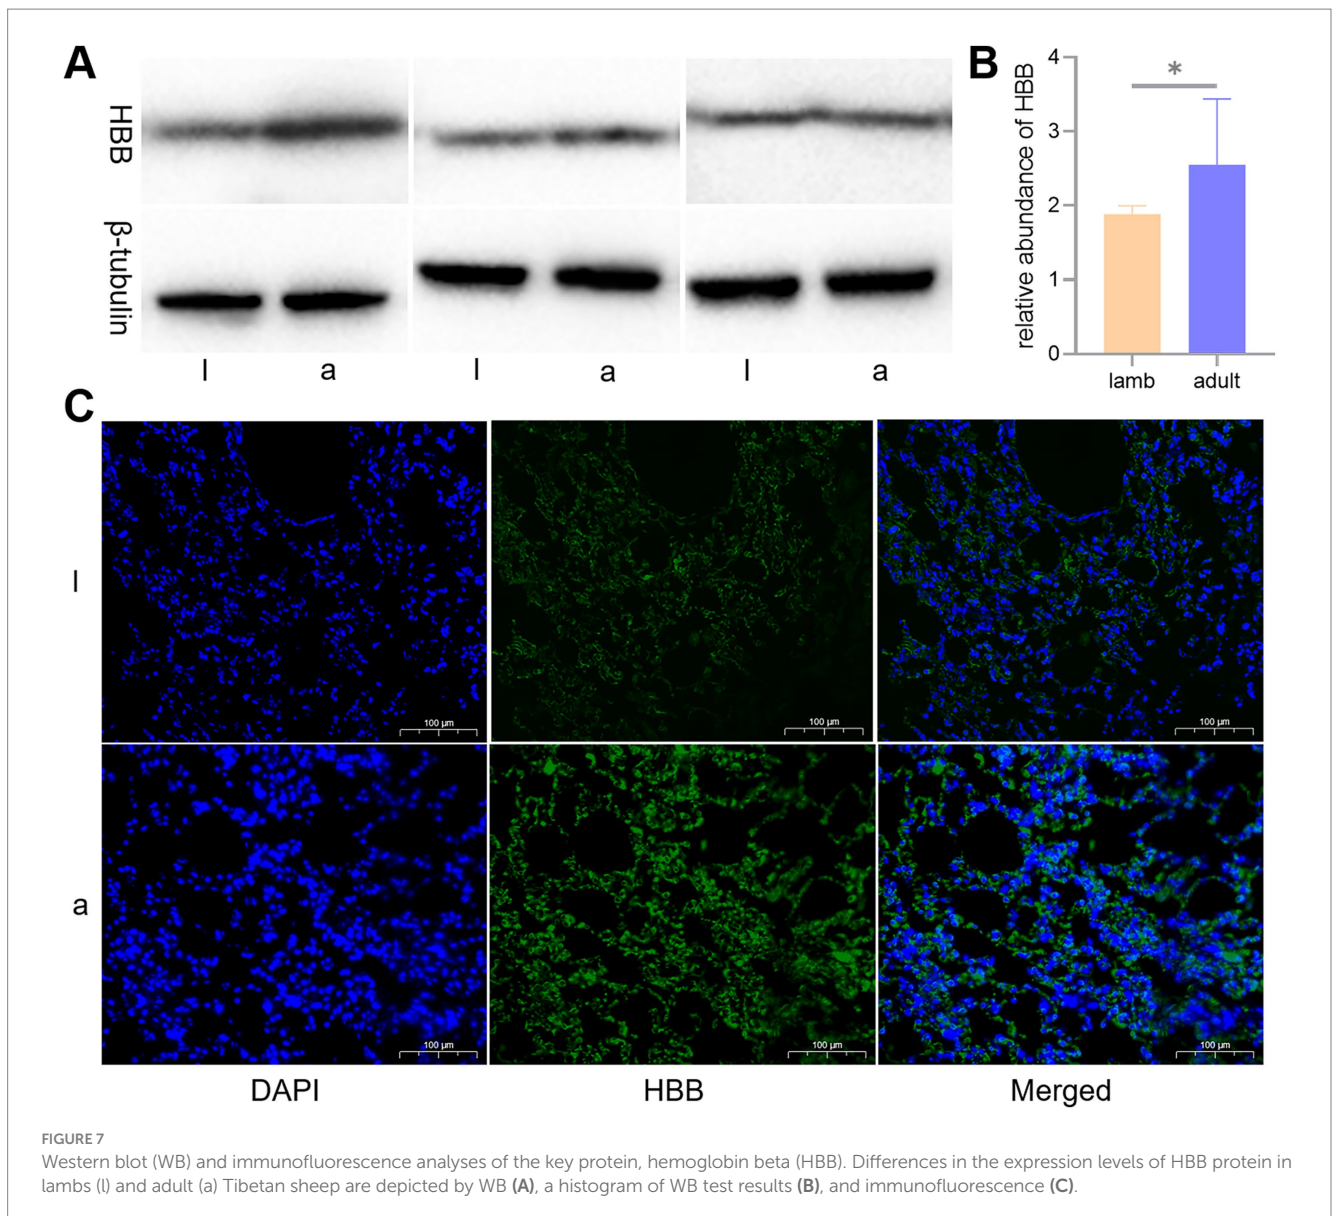 A
HBB
β-tubulin
l a l a l a
B
relative abundance of HBB
4
3
2
1
0
*
lamb adult
C
l
100 μm 100 μm 100 μm
a
100 μm 100 μm 100 μm
DAPI HBB Merged
FIGURE 7
Western blot (WB) and immunofluorescence analyses of the key protein, hemoglobin beta (HBB). Differences in the expression levels of HBB protein in
lambs (l) and adult (a) Tibetan sheep are depicted by WB (A), a histogram of WB test results (B), and immunofluorescence (C).